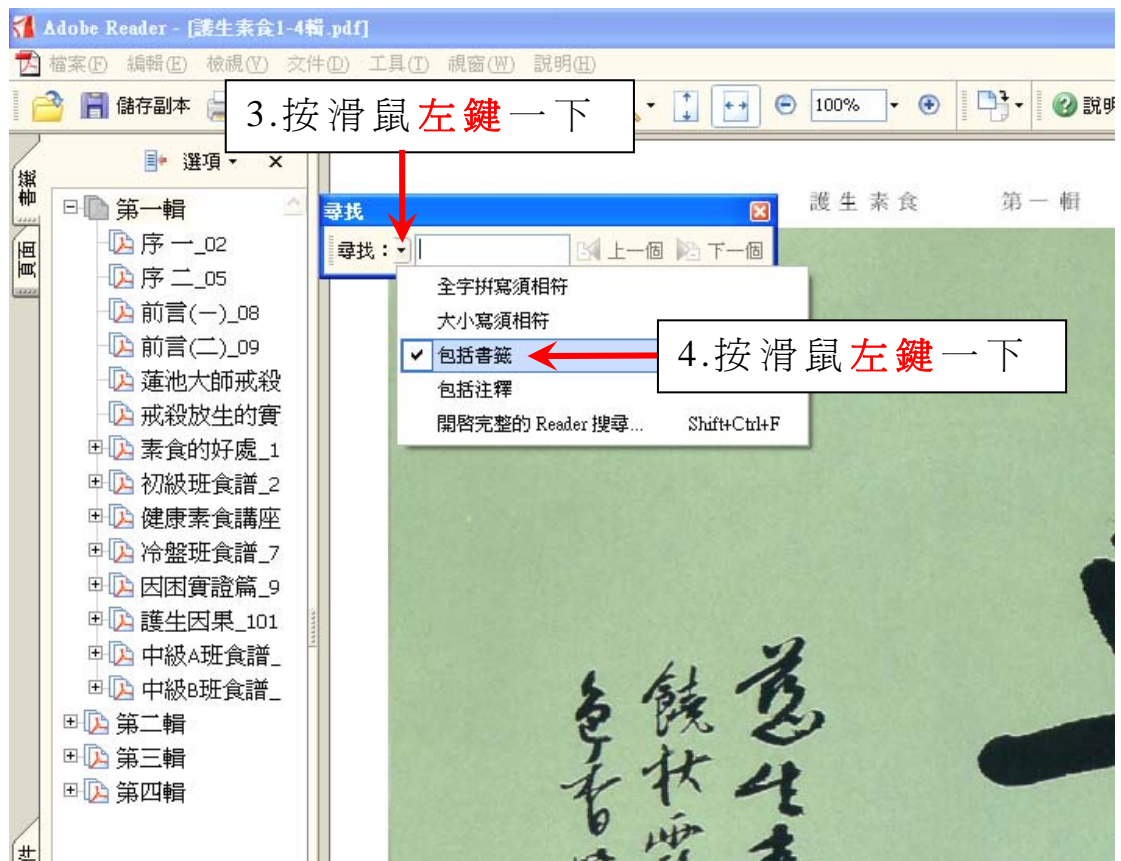 Adobe Reader - [護生素食1-4輯.pdf]
檔案(F) 編輯(E) 檢視(V) 文件(D) 工具(T) 視窗(W) 說明(H)
儲存副本
3.按滑鼠左鍵一下
100%
說明
選項
書籤
頁面
護生素食 第一輯
第一輯
序一_02
序二_05
前言(一)_08
前言(二)_09
蓮池大師戒殺
戒殺放生的實
素食的好處_1
初級班食譜_2
健康素食講座
冷盤班食譜_7
因困實證篇_9
護生因果_101
中級A班食譜_
中級B班食譜_
第二輯
第三輯
第四輯
件
尋找
尋找：
上一個 下一個
全字拼寫須相符
大小寫須相符
包括書籤
4.按滑鼠左鍵一下
包括注釋
開啓完整的 Reader 搜尋... Shift+Ctrl+F
慈生素
饒秋
色香